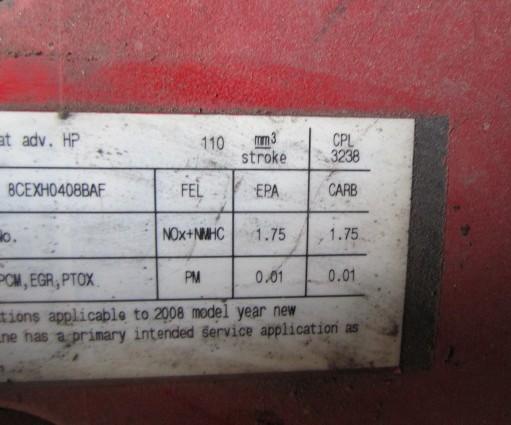 at adv. HP 110 mm³ stroke CPL 3238
8CEXH0408BAF FEL EPA CARB
No. NOx+NMHC 1.75 1.75
PCM,EGR,PTOX PM 0.01 0.01
tions applicable to 2008 model year new
ine has a primary intended service application as